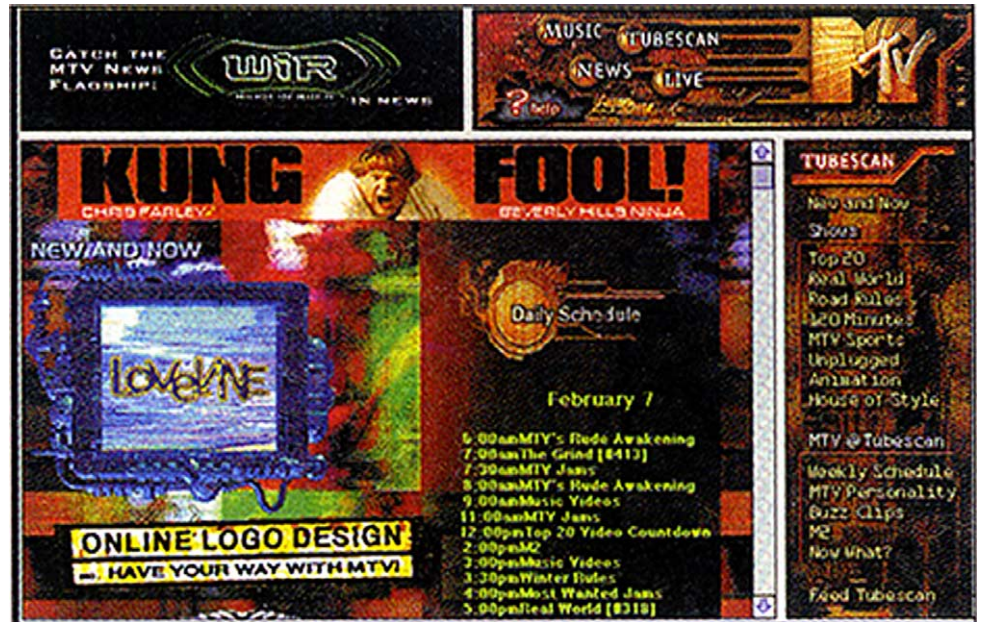 CATCH THE
MTV NEWS
FLAGSHIP!
WiR
IN NEWS
MUSIC
TUBESCAN
NEWS
LIVE
? help
MTV
KUNG FOOL!
CHRIS FARLEY
BEVERLY HILLS NINJA
NEW AND NOW
LOVELINE
ONLINE LOGO DESIGN
... HAVE YOUR WAY WITH MTV!
Daily Schedule
February 7
6:00amMTV's Rude Awakening
7:00amThe Grind [0413]
7:30amMTV Jams
8:00amMTV's Rude Awakening
9:00amMusic Videos
11:00amMTV Jams
12:00pmTop 20 Video Countdown
2:00pmM2
3:00pmMusic Videos
3:30pmWinter Rules
4:00pmMost Wanted Jams
5:00pmReal World [0318]
TUBESCAN
New and Now
Shows
Top 20
Real World
Road Rules
120 Minutes
MTV Sports
Unplugged
Animation
House of Style
MTV @ Tubescan
Weekly Schedule
MTV Personality
Buzz Clips
M2
Now What?
Feed Tubescan